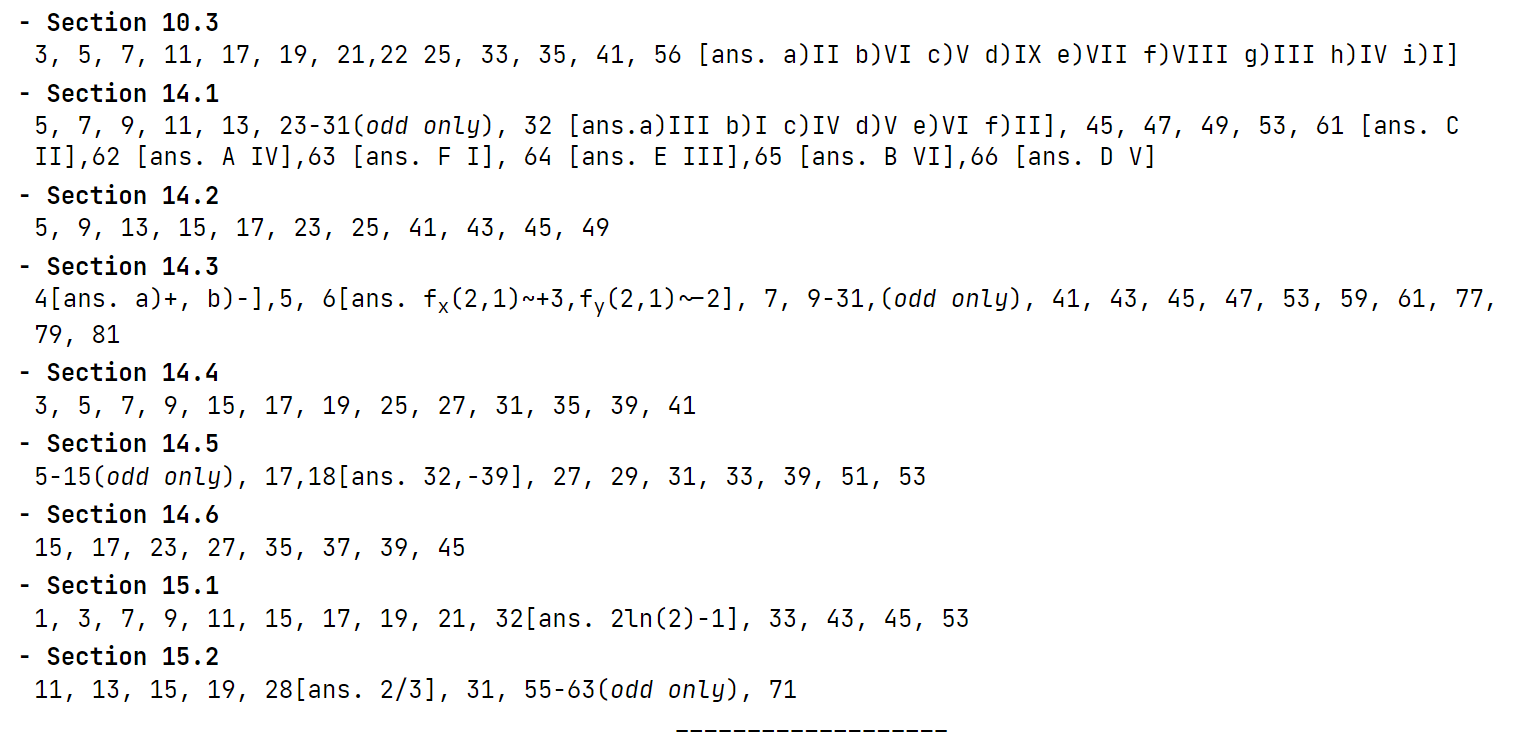 - Section 10.3
3, 5, 7, 11, 17, 19, 21,22 25, 33, 35, 41, 56 [ans. a)II b)VI c)V d)IX e)VII f)VIII g)III h)IV i)I]
- Section 14.1
5, 7, 9, 11, 13, 23-31(odd only), 32 [ans.a)III b)I c)IV d)V e)VI f)II], 45, 47, 49, 53, 61 [ans. C
II],62 [ans. A IV],63 [ans. F I], 64 [ans. E III],65 [ans. B VI],66 [ans. D V]
- Section 14.2
5, 9, 13, 15, 17, 23, 25, 41, 43, 45, 49
- Section 14.3
4[ans. a)+, b)-],5, 6[ans. fx(2,1)~+3,fy(2,1)~-2], 7, 9-31,(odd only), 41, 43, 45, 47, 53, 59, 61, 77,
79, 81
- Section 14.4
3, 5, 7, 9, 15, 17, 19, 25, 27, 31, 35, 39, 41
- Section 14.5
5-15(odd only), 17,18[ans. 32,-39], 27, 29, 31, 33, 39, 51, 53
- Section 14.6
15, 17, 23, 27, 35, 37, 39, 45
- Section 15.1
1, 3, 7, 9, 11, 15, 17, 19, 21, 32[ans. 2ln(2)-1], 33, 43, 45, 53
- Section 15.2
11, 13, 15, 19, 28[ans. 2/3], 31, 55-63(odd only), 71
-------------------